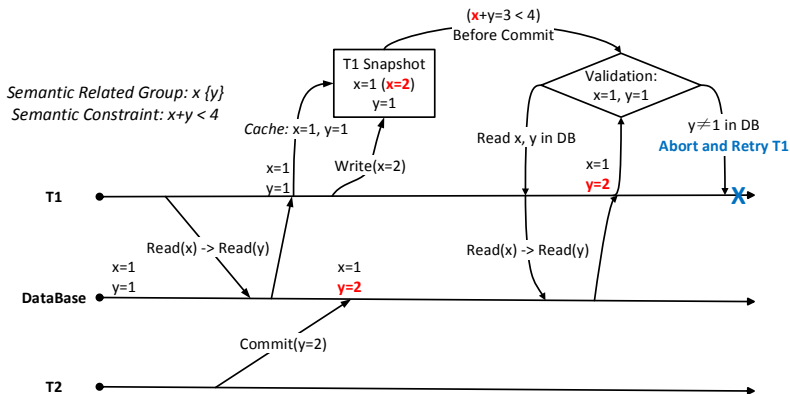 (x+y=3 < 4)
Before Commit
T1 Snapshot
x=1 (x=2)
y=1
Validation:
x=1, y=1
Semantic Related Group: x {y}
Semantic Constraint: x+y < 4
Cache: x=1, y=1
Read x, y in DB
y≠1 in DB
Abort and Retry T1
Write(x=2)
x=1
y=1
x=1
y=2
T1
X
Read(x) -> Read(y)
Read(x) -> Read(y)
x=1
y=1
x=1
y=2
DataBase
Commit(y=2)
T2